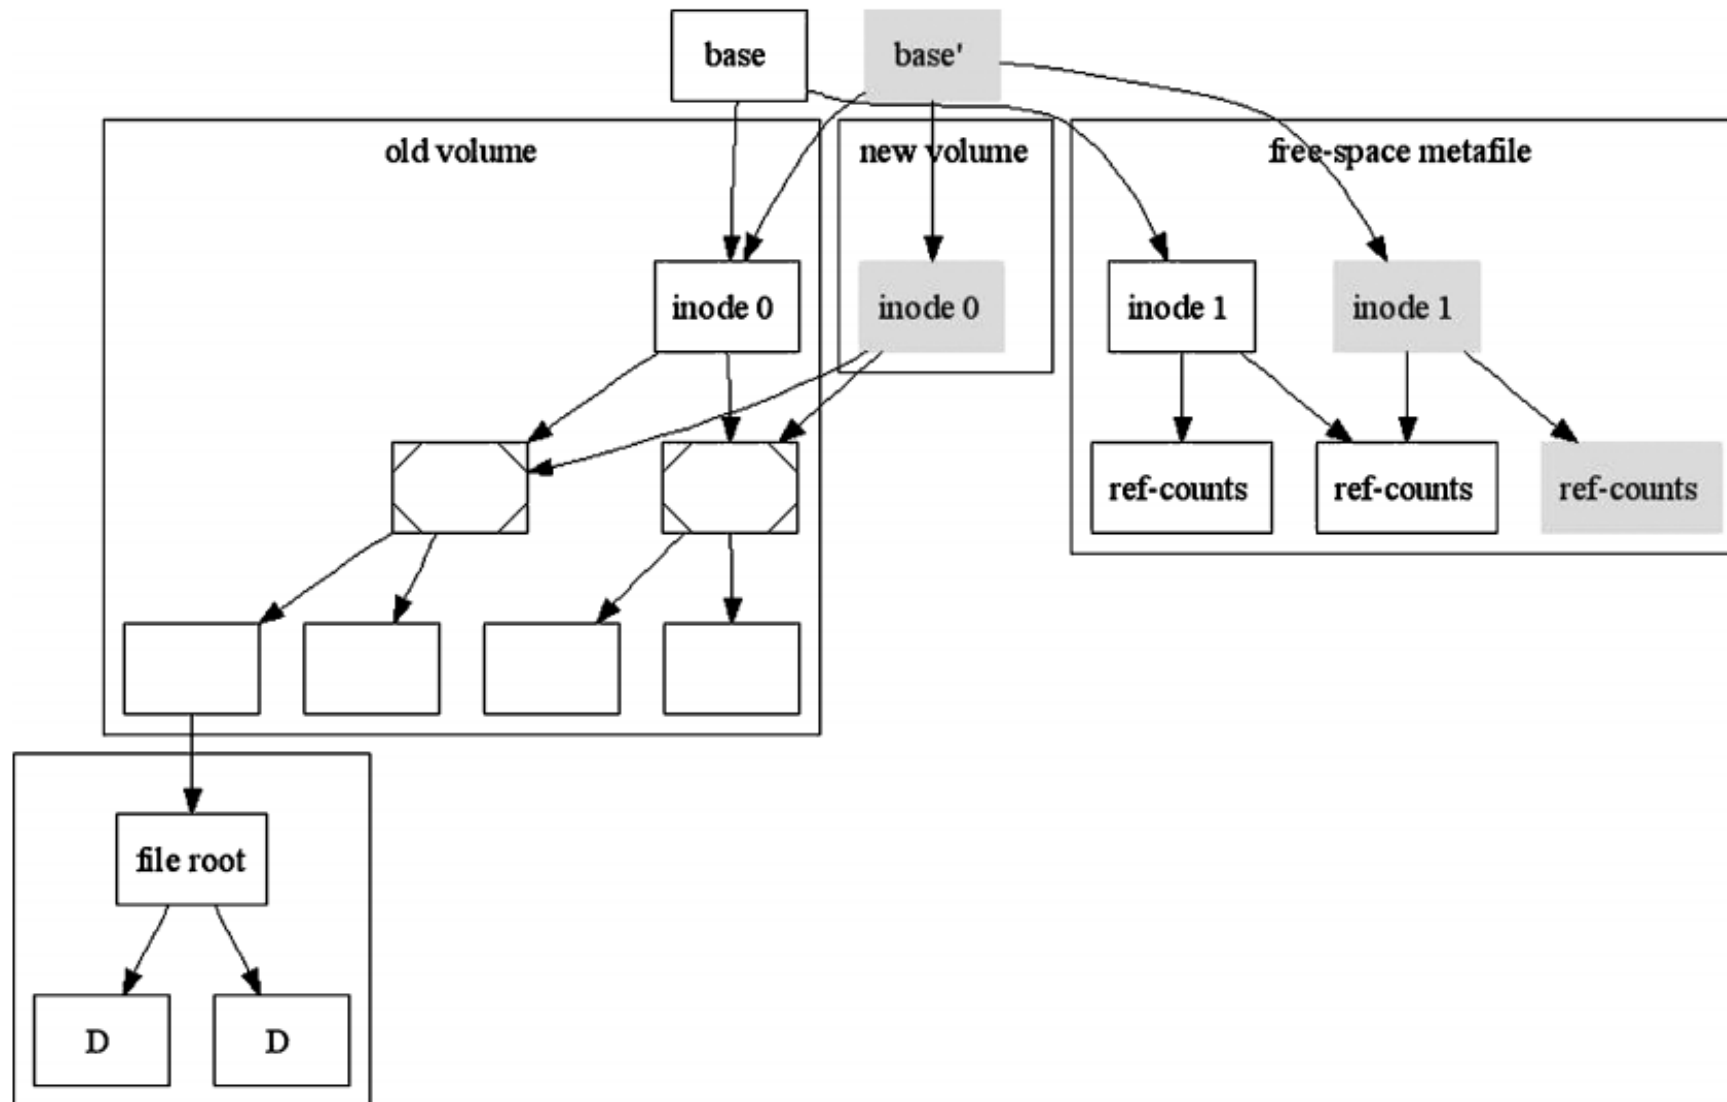 base
base'
old volume
new volume
free-space metafile
inode 0
inode 0
inode 1
inode 1
ref-counts
ref-counts
ref-counts
file root
D
D